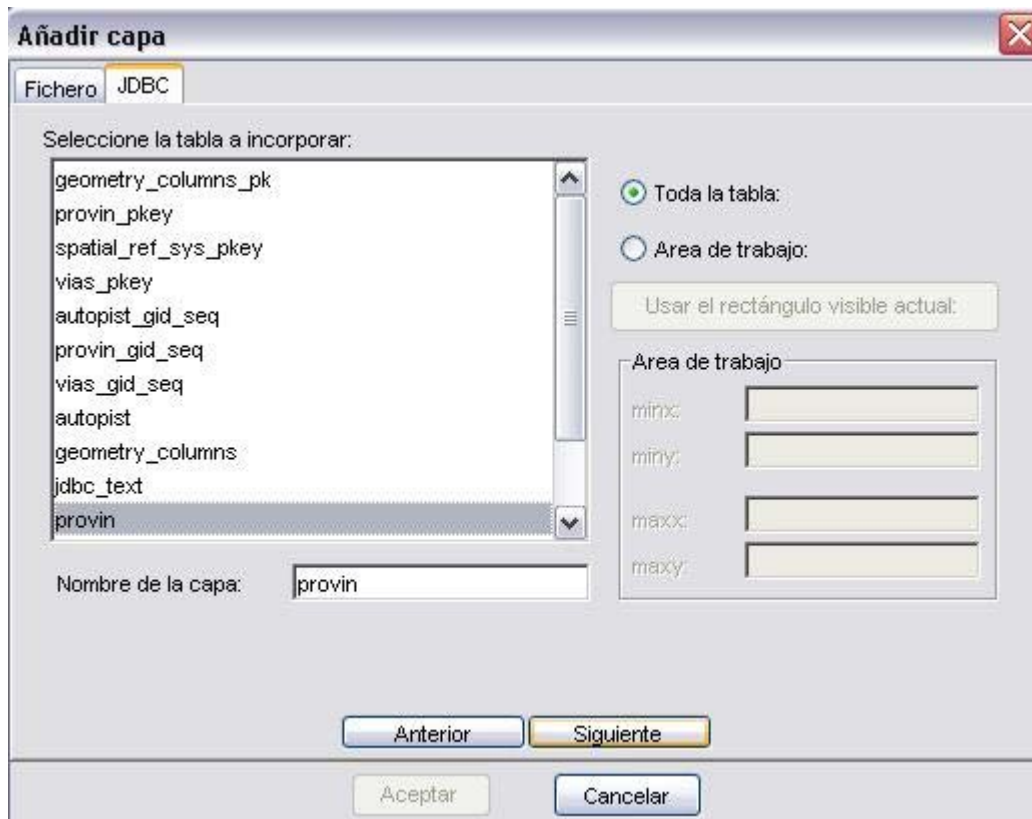 Añadir capa
Fichero JDBC
Seleccione la tabla a incorporar:
geometry_columns_pk
provin_pkey
spatial_ref_sys_pkey
vias_pkey
autopist_gid_seq
provin_gid_seq
vias_gid_seq
autopist
geometry_columns
jdbc_text
provin
Nombre de la capa: provin
Toda la tabla:
Area de trabajo:
Usar el rectángulo visible actual:
Area de trabajo
minx:
miny:
maxx:
maxy:
Anterior Siguiente
Aceptar Cancelar